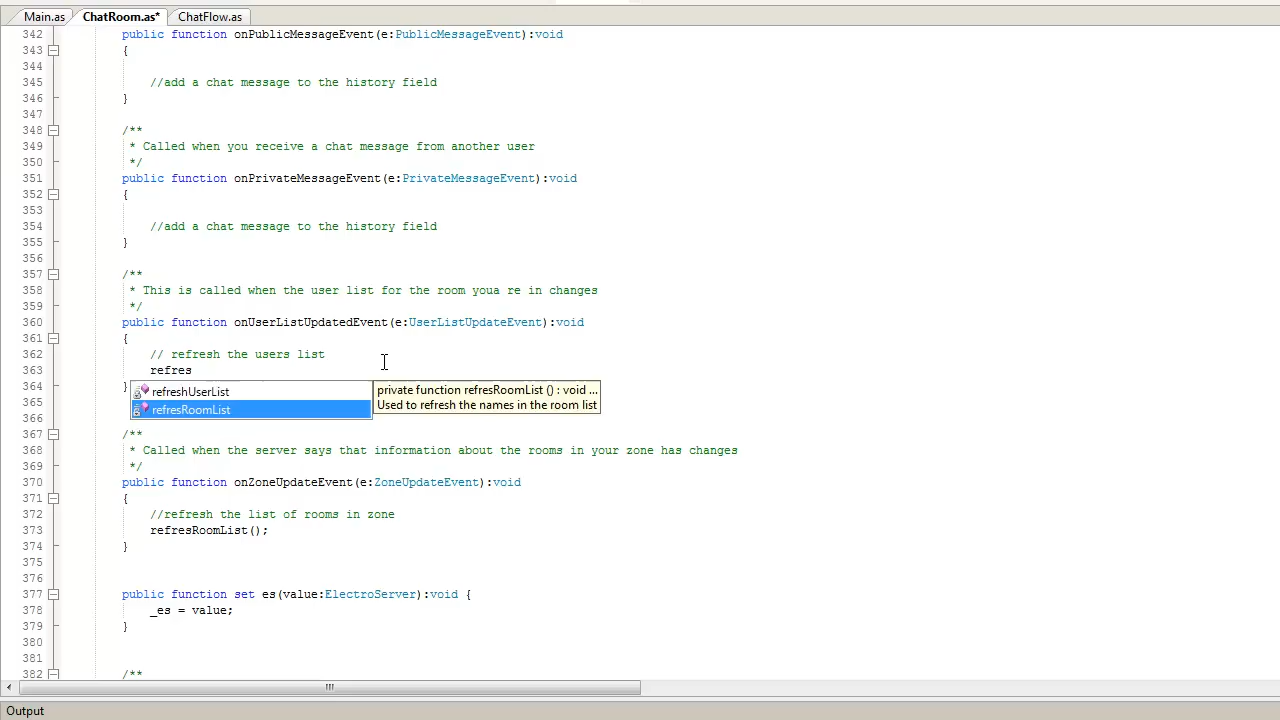 Main.as ChatRoom.as* ChatFlow.as
342 public function onPublicMessageEvent(e:PublicMessageEvent):void
343 {
344
345 //add a chat message to the history field
346 }
347
348 /**
349 * Called when you receive a chat message from another user
350 */
351 public function onPrivateMessageEvent(e:PrivateMessageEvent):void
352 {
353
354 //add a chat message to the history field
355 }
356
357 /**
358 * This is called when the user list for the room youa re in changes
359 */
360 public function onUserListUpdatedEvent(e:UserListUpdateEvent):void
361 {
362 // refresh the users list
363 refres
364 }
refreshUserList private function refresRoomList () : void ...
365
refresRoomList Used to refresh the names in the room list
366
367 /**
368 * Called when the server says that information about the rooms in your zone has changes
369 */
370 public function onZoneUpdateEvent(e:ZoneUpdateEvent):void
371 {
372 //refresh the list of rooms in zone
373 refresRoomList();
374 }
375
376
377 public function set es(value:ElectroServer):void {
378 _es = value;
379 }
380
381
382 /**
Output